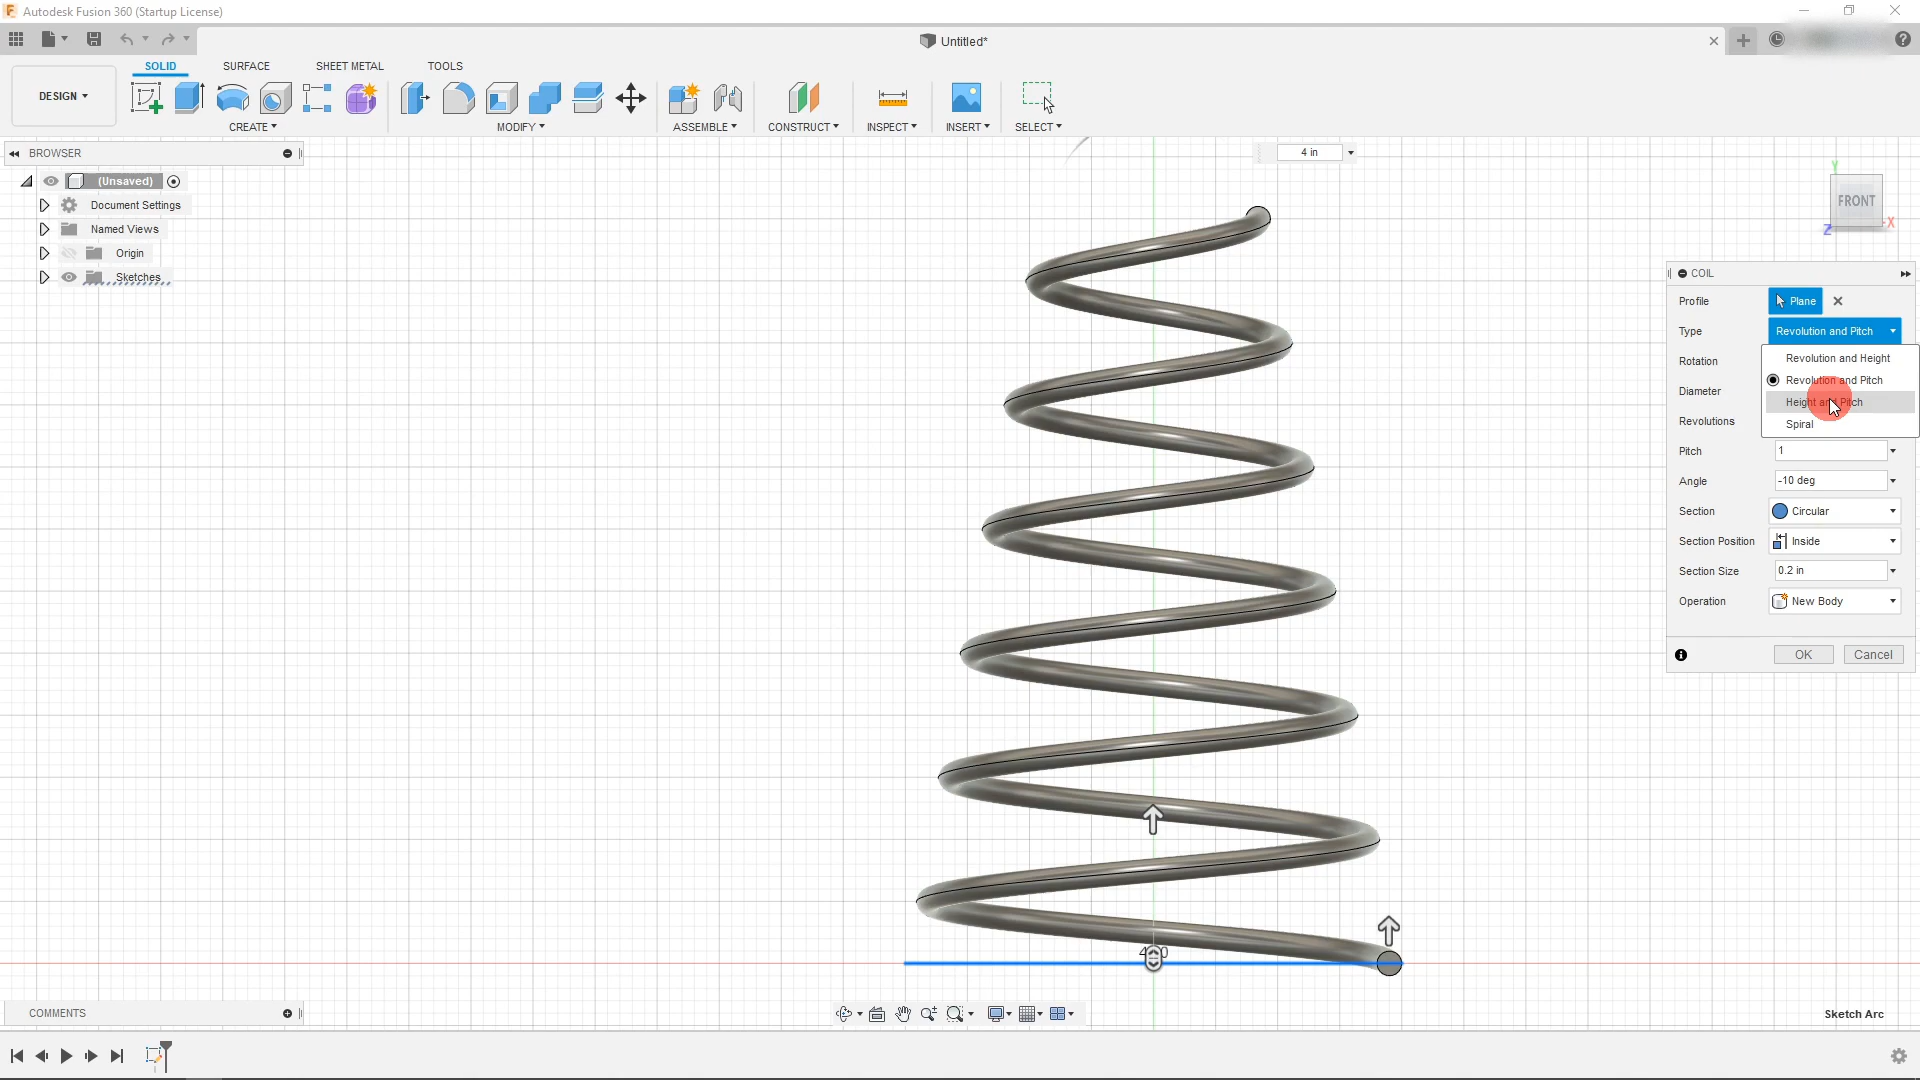 Autodesk Fusion 360 (Startup License)
Untitled*
SOLID SURFACE SHEET METAL TOOLS
DESIGN
CREATE MODIFY ASSEMBLE CONSTRUCT INSPECT INSERT SELECT
BROWSER
4 in
(Unsaved)
Document Settings
Named Views
Origin
Sketches
Y
FRONT
X
Z
COIL
Profile Plane
Type Revolution and Pitch
Rotation Revolution and Height
Revolution and Pitch
Diameter
Height and Pitch
Revolutions Spiral
Pitch 1
Angle -10 deg
Section Circular
Section Position Inside
Section Size 0.2 in
Operation New Body
OK Cancel
COMMENTS
Sketch Arc